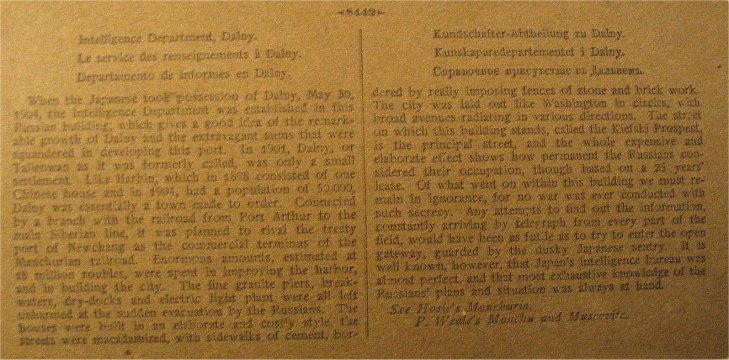 8442
Intelligence Department, Dalny.
Le service des renseignements à Dalny.
Departamento de informes en Dalny.
When the Japanese took possession of Dalny, May 30,
1904, the Intelligence Department was established in this
Russian building, which gives a good idea of the remark-
able growth of Dalny and the extravagant sums that were
squandered in developing this port. In 1901, Dalny, or
Talienwan as it was formerly called, was only a small
settlement. Like Harbin, which in 1898 consisted of one
Chinese house and in 1904, had a population of 50,000,
Dalny was essentially a town made to order. Connected
by a branch with the railroad from Port Arthur to the
main Siberian line, it was planned to rival the treaty
port of Newchang as the commercial terminus of the
Manchurian railroad. Enormous amounts, estimated at
18 million roubles, were spent in improving the harbor,
and in building the city. The fine granite piers, break-
waters, dry-docks and electric light plant were all left
unharmed at the sudden evacuation by the Russians. The
houses were built in an elaborate and costly style, the
streets were macadamized, with sidewalks of cement, bor-
Kundschafter-Abtheilung zu Dalny.
Kunskaparedepartementet i Dalny.
Справочное присутствіе въ
dered by really imposing fences of stone and brick work.
The city was laid out like Washington in circles, with
broad avenues radiating in various directions. The street
on which this building stands, called the Kiefski Prospect,
is the principal street, and the whole expensive and
elaborate effect shows how permanent the Russians con-
sidered their occupation, though based on a 25 years'
lease. Of what went on within this building we must re-
main in ignorance, for no war was ever conducted with
such secrecy. Any attempts to find out the information,
constantly arriving by telegraph from every part of the
field, would have been as futile as to try to enter the open
gateway, guarded by the dusky Japanese sentry. It is
well known, however, that Japan's intelligence bureau was
almost perfect, and that most exhaustive knowledge of the
Russians' plans and situation was always at hand.
See Hosie's Manchuria.
P. Weale's Manchu and Muscovite.